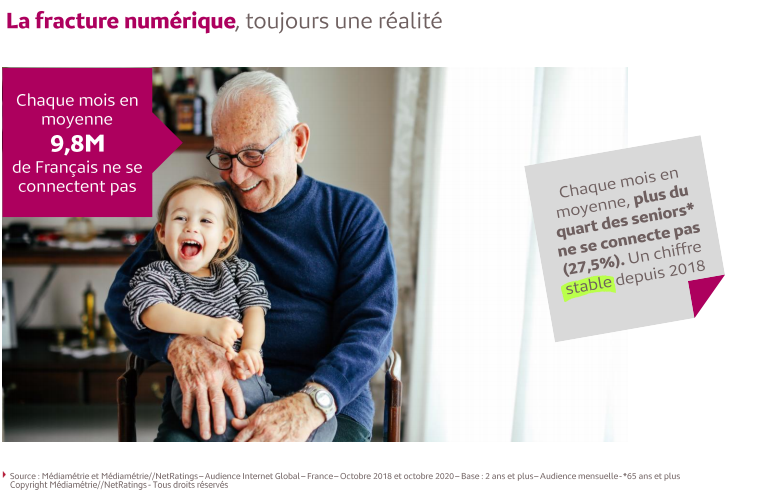 La fracture numérique, toujours une réalité
Chaque mois en
moyenne
9,8M
de Français ne se
connectent pas
Chaque mois en
moyenne, plus du
quart des seniors*
ne se connecte pas
(27,5%). Un chiffre
stable depuis 2018
Source : Médiamétrie et Médiamétrie//NetRatings – Audience Internet Global – France – Octobre 2018 et octobre 2020 – Base : 2 ans et plus – Audience mensuelle - *65 ans et plus
Copyright Médiamétrie//NetRatings - Tous droits réservés